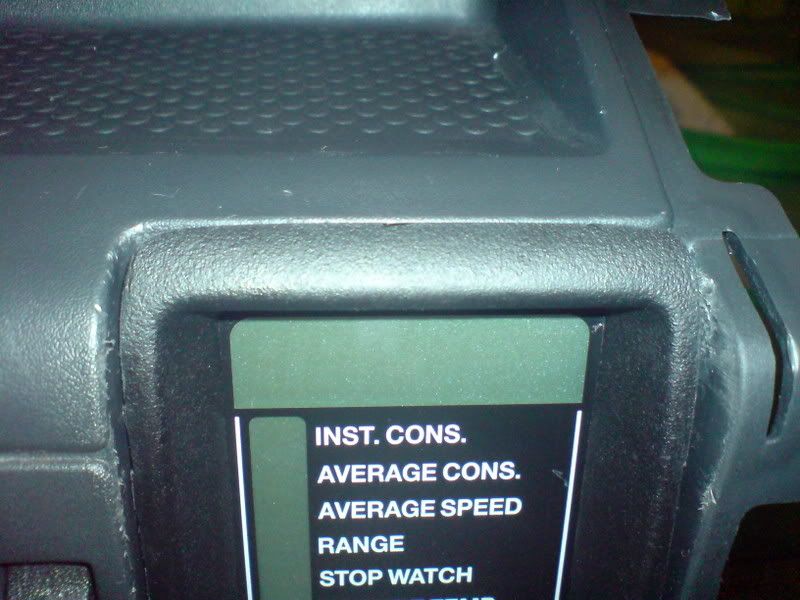 INST. CONS.
AVERAGE CONS.
AVERAGE SPEED
RANGE
STOP WATCH